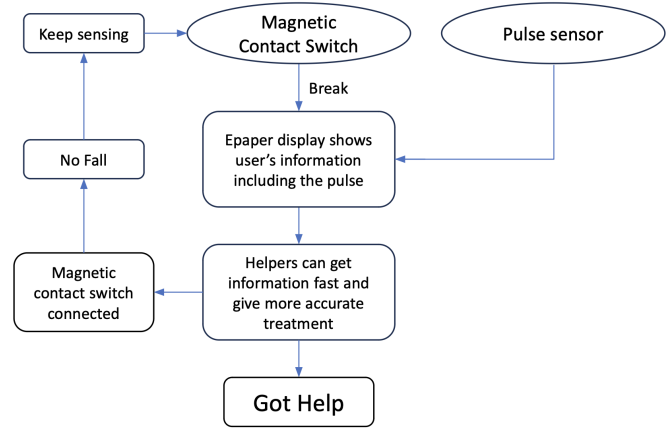 Keep sensing
Magnetic
Contact Switch
Pulse sensor
Break
Epaper display shows
user's information
including the pulse
No Fall
Helpers can get
information fast and
give more accurate
treatment
Magnetic
contact switch
connected
Got Help